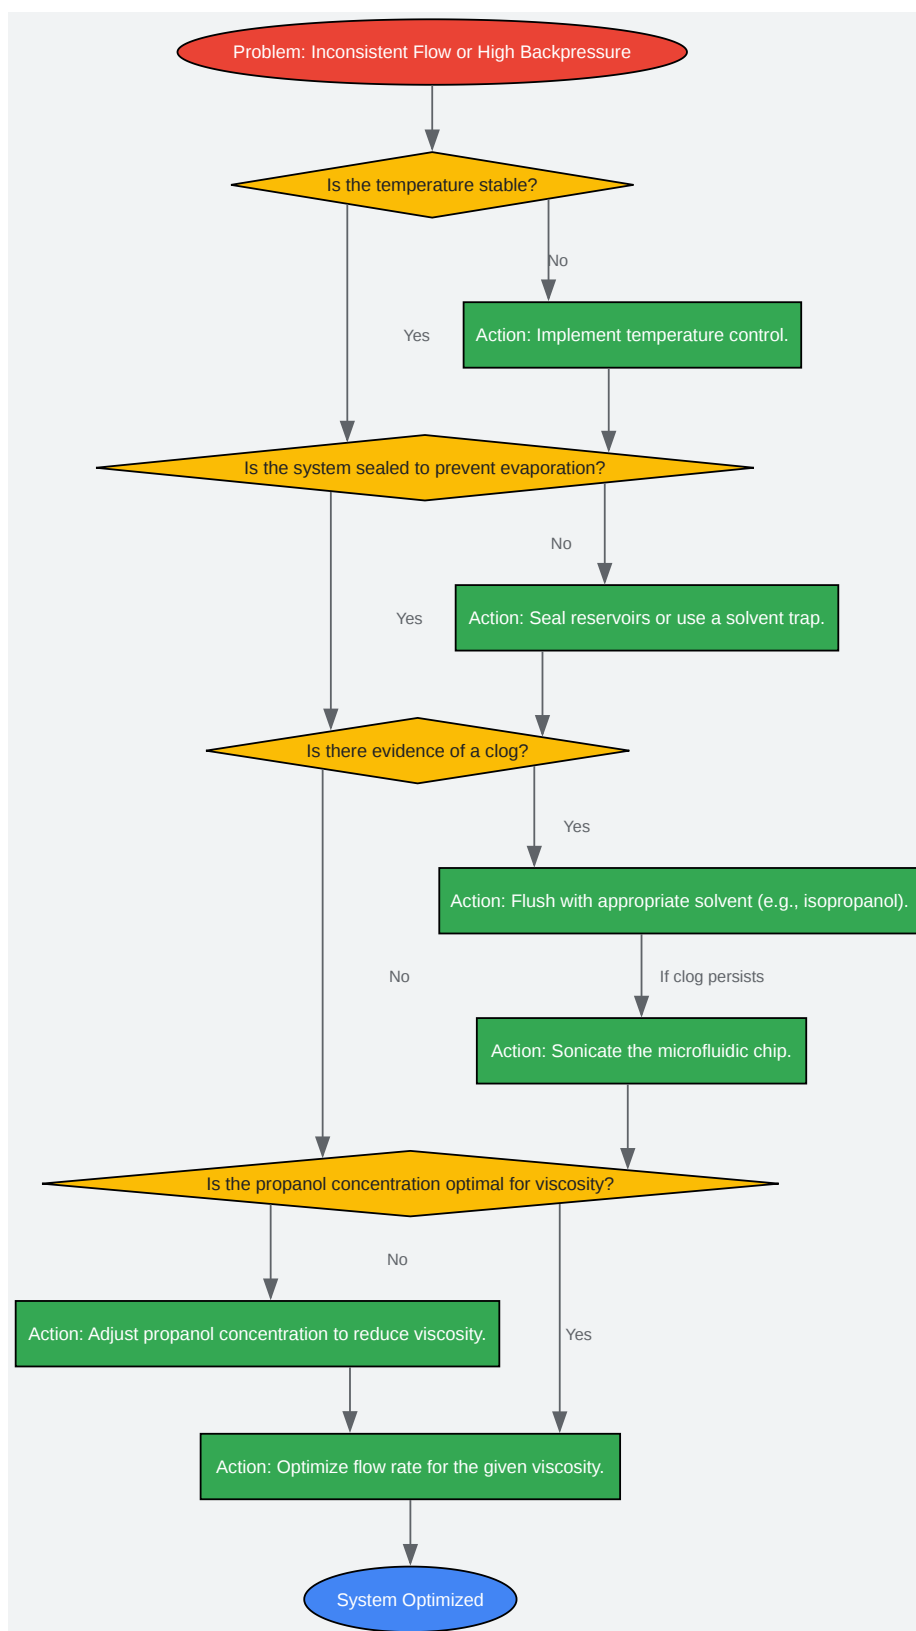 Problem: Inconsistent Flow or High Backpressure
Is the temperature stable?
No
Yes
Action: Implement temperature control.
Is the system sealed to prevent evaporation?
No
Yes
Action: Seal reservoirs or use a solvent trap.
Is there evidence of a clog?
Yes
Action: Flush with appropriate solvent (e.g., isopropanol).
No
If clog persists
Action: Sonicate the microfluidic chip.
Is the propanol concentration optimal for viscosity?
No
Action: Adjust propanol concentration to reduce viscosity.
Yes
Action: Optimize flow rate for the given viscosity.
System Optimized